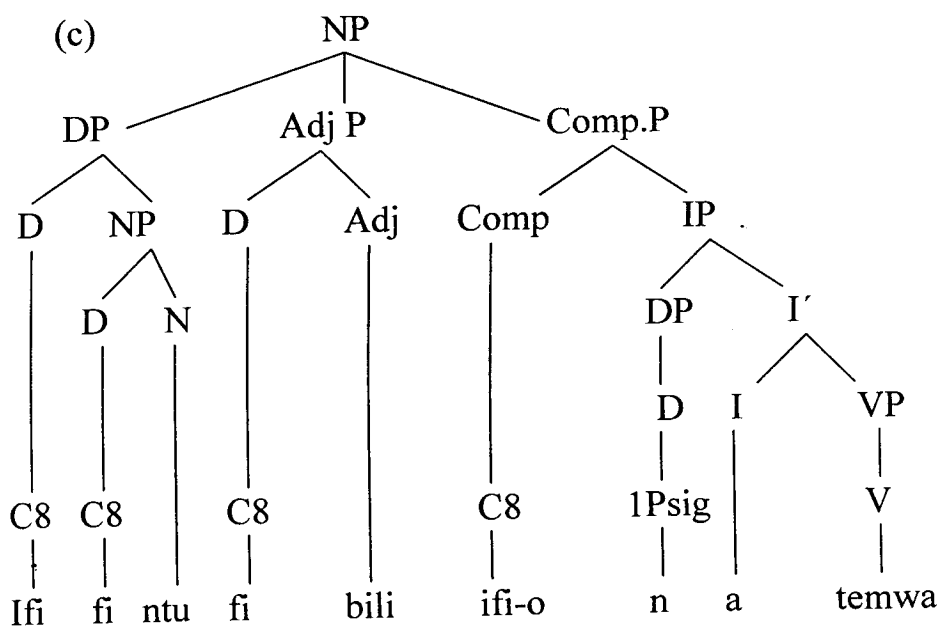 (c) NP
DP Adj P Comp.P
D NP D Adj Comp IP
D N DP I´
D I VP
C8 C8 C8 C8 1Psig V
Ifi fi ntu fi bili ifi-o n a temwa